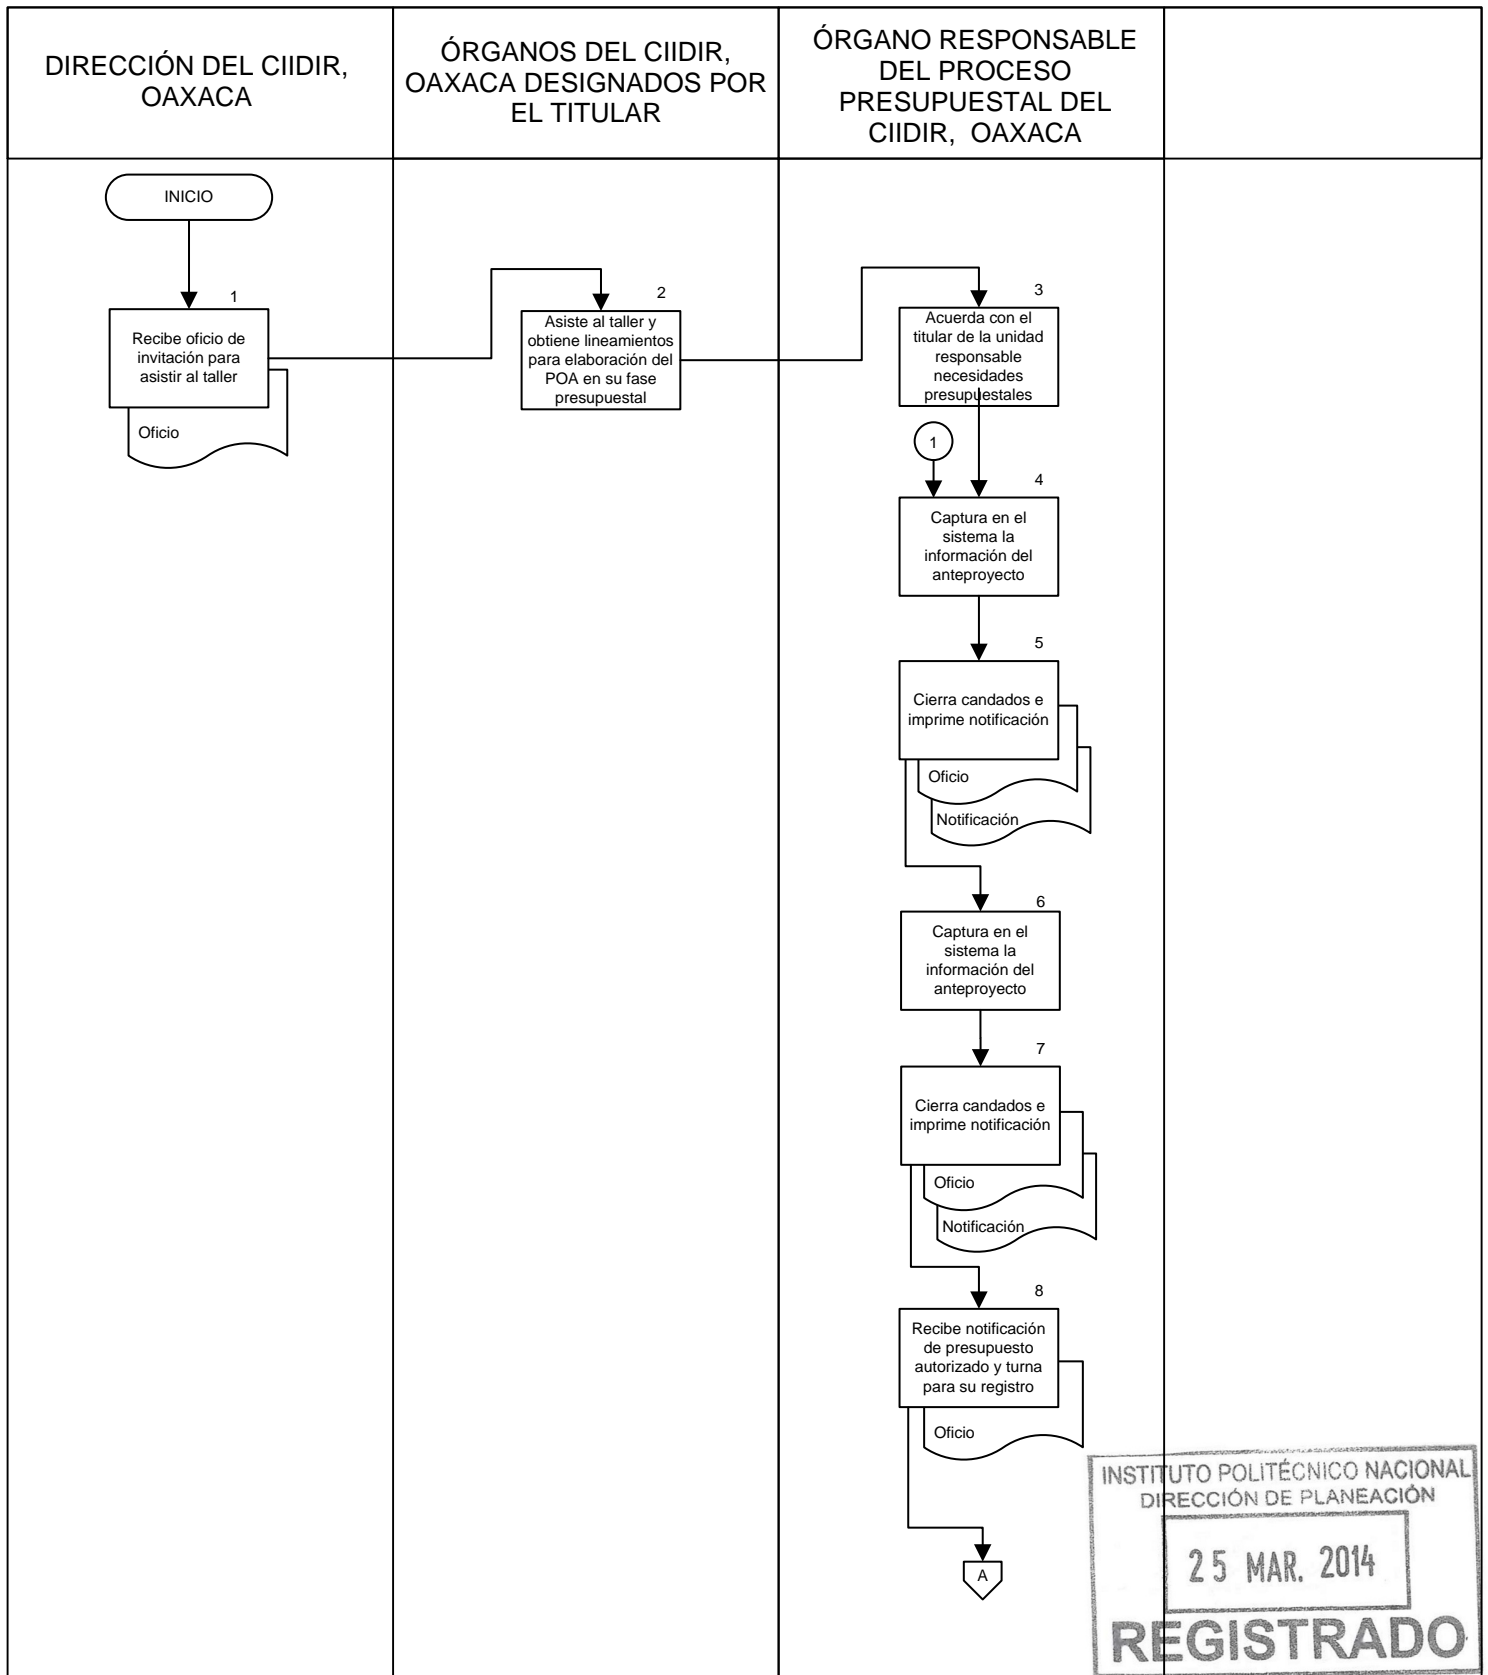 DIRECCIÓN DEL CIIDIR,
OAXACA
ÓRGANOS DEL CIIDIR,
OAXACA DESIGNADOS POR
EL TITULAR
ÓRGANO RESPONSABLE
DEL PROCESO
PRESUPUESTAL DEL
CIIDIR, OAXACA
INICIO
1
Recibe oficio de
invitación para
asistir al taller
Oficio
2
Asiste al taller y
obtiene lineamientos
para elaboración del
POA en su fase
presupuestal
3
Acuerda con el
titular de la unidad
responsable
necesidades
presupuestales
1
4
Captura en el
sistema la
información del
anteproyecto
5
Cierra candados e
imprime notificación
Oficio
Notificación
6
Captura en el
sistema la
información del
anteproyecto
7
Cierra candados e
imprime notificación
Oficio
Notificación
8
Recibe notificación
de presupuesto
autorizado y turna
para su registro
Oficio
A
INSTITUTO POLITÉCNICO NACIONAL
DIRECCIÓN DE PLANEACIÓN
25 MAR. 2014
REGISTRADO